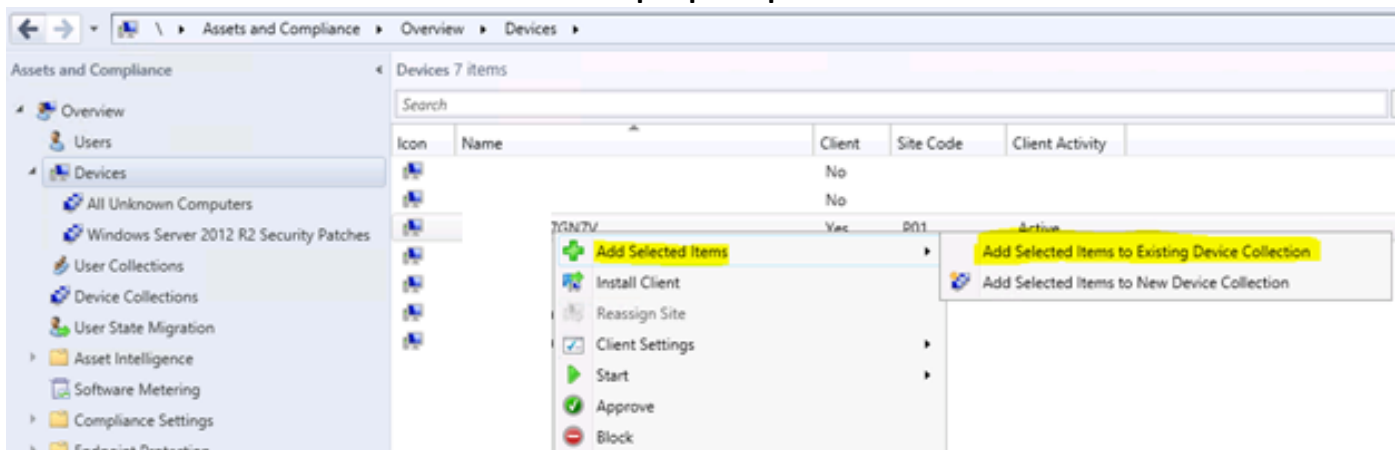 \ Assets and Compliance Overview Devices
Assets and Compliance
Devices 7 items
Search
Overview
Users
Devices
All Unknown Computers
Windows Server 2012 R2 Security Patches
User Collections
Device Collections
User State Migration
Asset Intelligence
Software Metering
Compliance Settings
Endpoint Protection
Icon Name Client Site Code Client Activity
No
No
7GN7V Yes P01 Active
Add Selected Items
Install Client
Reassign Site
Client Settings
Start
Approve
Block
Add Selected Items to Existing Device Collection
Add Selected Items to New Device Collection